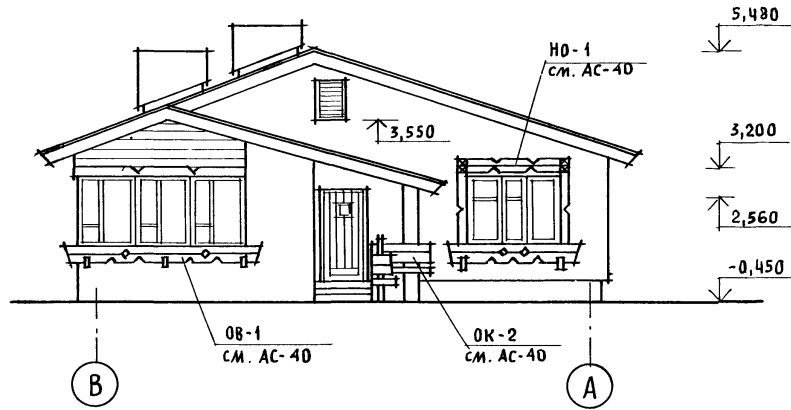 5,480
НО-1
см. АС-40
3,550
3,200
2,560
-0,450
ОВ-1
см. АС-40
ОК-2
см. АС-40
В
А